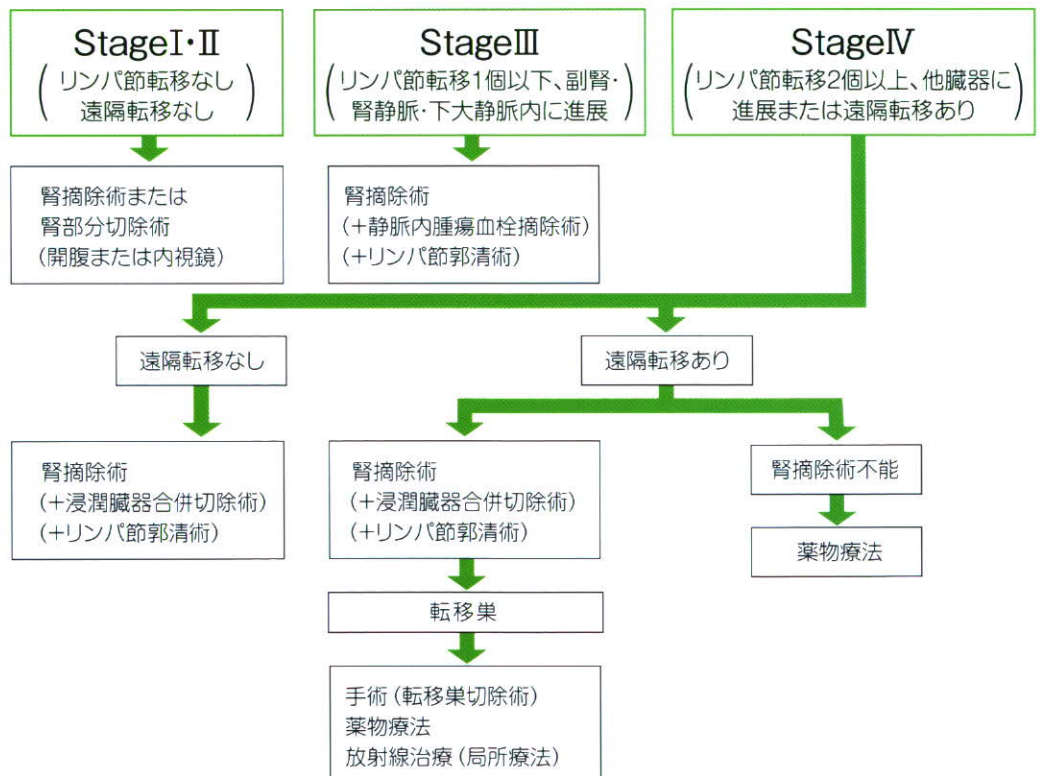 StageⅠ・Ⅱ
(リンパ節転移なし
遠隔転移なし)
StageⅢ
(リンパ節転移1個以下、副腎・
腎静脈・下大静脈内に進展)
StageⅣ
(リンパ節転移2個以上、他臓器に
進展または遠隔転移あり)
腎摘除術または
腎部分切除術
(開腹または内視鏡)
腎摘除術
(+静脈内腫瘍血栓摘除術)
(+リンパ節郭清術)
遠隔転移なし
遠隔転移あり
腎摘除術
(+浸潤臓器合併切除術)
(+リンパ節郭清術)
腎摘除術
(+浸潤臓器合併切除術)
(+リンパ節郭清術)
腎摘除術不能
薬物療法
転移巣
手術(転移巣切除術)
薬物療法
放射線治療(局所療法)